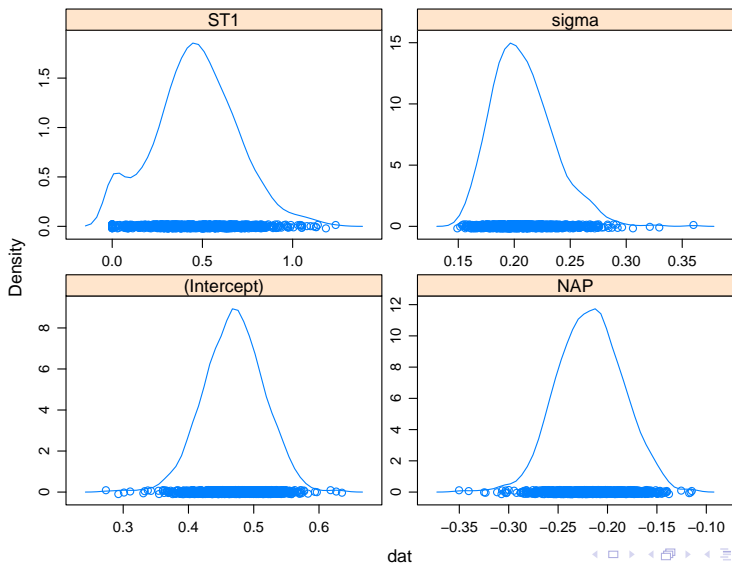 ST1
sigma
Density
0.0 0.5 1.0 1.5
0 5 10 15
0.0 0.5 1.0
0.15 0.20 0.25 0.30 0.35
(Intercept)
NAP
0 2 4 6 8
0 2 4 6 8 10 12
0.3 0.4 0.5 0.6
−0.35 −0.30 −0.25 −0.20 −0.15 −0.10
dat